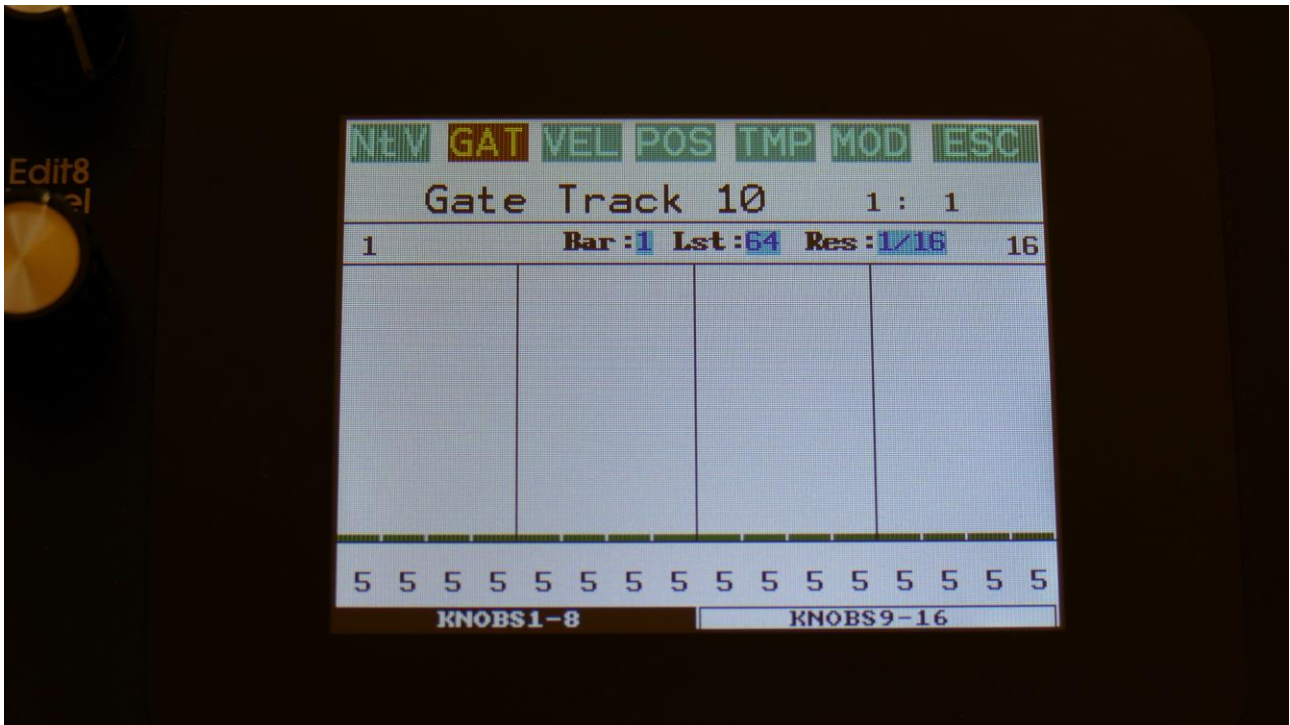 NtV GAT VEL POS TMP MOD ESC
Edit8
Gate Track 10 1 : 1
1 Bar :1 Lst :64 Res :1/16 16
5 5 5 5 5 5 5 5 5 5 5 5 5 5 5 5
KNOBS1-8 KNOBS9-16